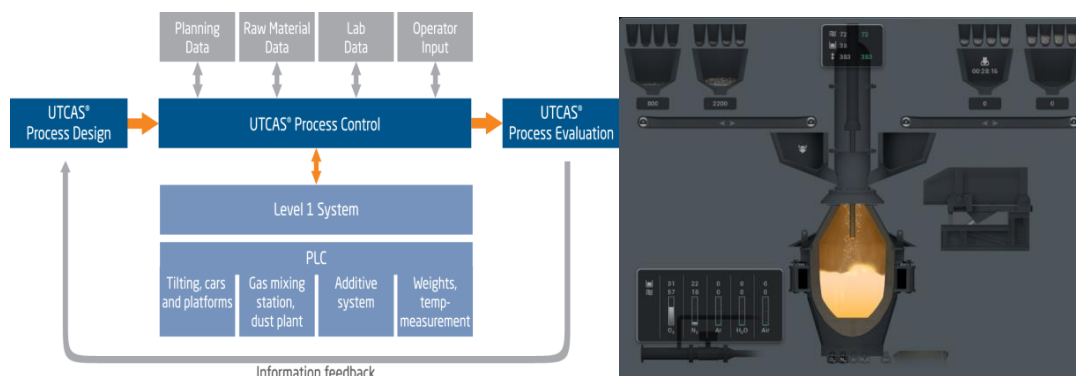 Planning
Data
Raw Material
Data
Lab
Data
Operator
Input
UTCAS®
Process Design
UTCAS® Process Control
UTCAS®
Process Evaluation
Level 1 System
PLC
Tilting, cars
and platforms
Gas mixing
station,
dust plant
Additive
system
Weights,
temp-
measurement
Information feedback
72 72
383 383
800
2200
00:28:16
0
0
31 22 0 0 0
67 18 0 0 0
O₂ N₂ Ar H₂O Air